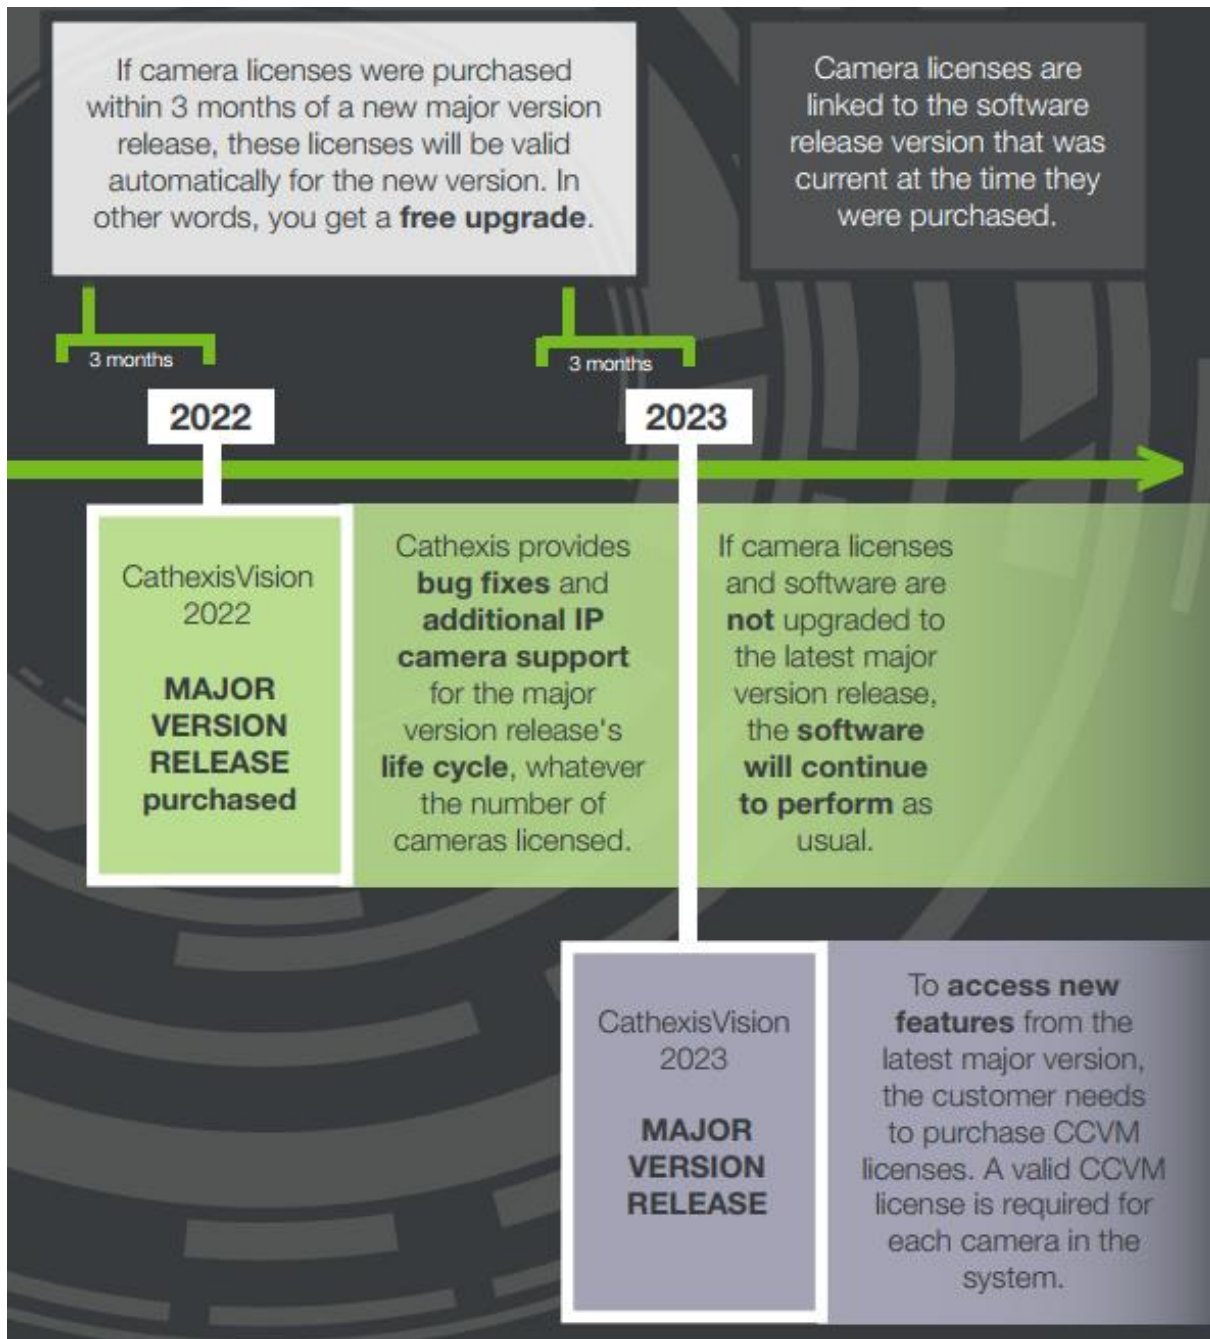 If camera licenses were purchased
within 3 months of a new major version
release, these licenses will be valid
automatically for the new version. In
other words, you get a free upgrade.
Camera licenses are
linked to the software
release version that was
current at the time they
were purchased.
3 months
3 months
2022
2023
CathexisVision
2022
MAJOR
VERSION
RELEASE
purchased
Cathexis provides
bug fixes and
additional IP
camera support
for the major
version release's
life cycle, whatever
the number of
cameras licensed.
If camera licenses
and software are
not upgraded to
the latest major
version release,
the software
will continue
to perform as
usual.
CathexisVision
2023
MAJOR
VERSION
RELEASE
To access new
features from the
latest major version,
the customer needs
to purchase CCVM
licenses. A valid CCVM
license is required for
each camera in the
system.